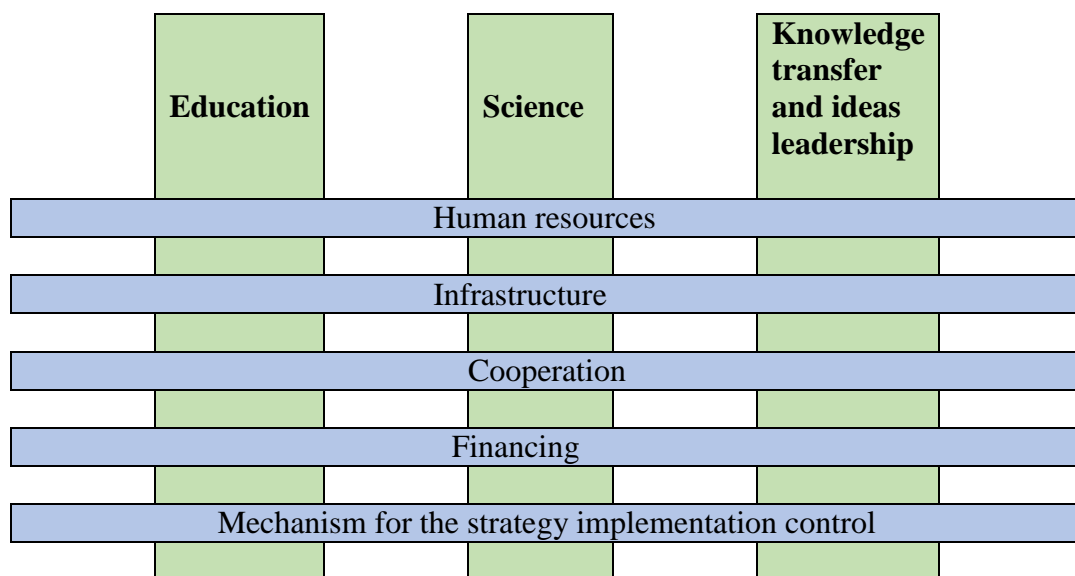 Education
Science
Knowledge
transfer
and ideas
leadership
Human resources
Infrastructure
Cooperation
Financing
Mechanism for the strategy implementation control